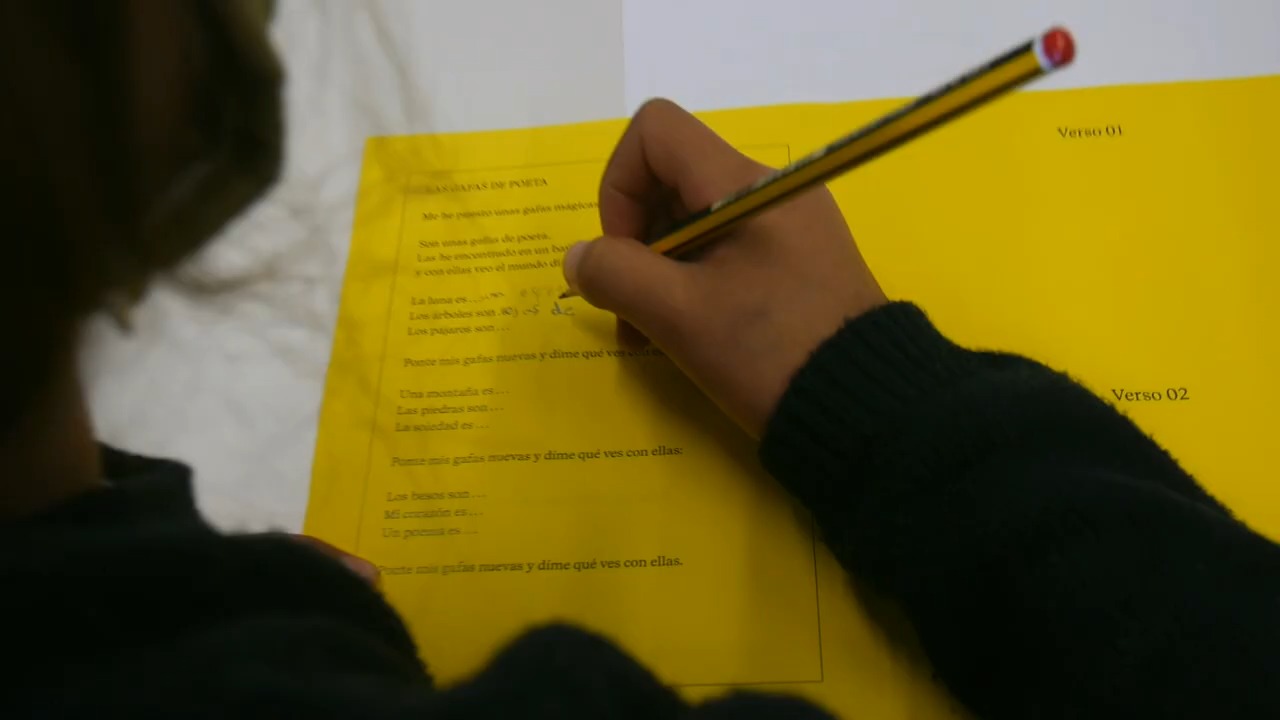 LAS GAFAS DE POETA
Me he puesto unas gafas mágicas
Son unas gafas de poeta.
Las he encontrado en un
y con ellas veo el mundo
La luna es...
Los árboles son de
Los pájaros son...
Ponte mis gafas nuevas y dime qué ves con
Una montaña es...
Las piedras son...
La soledad es...
Ponte mis gafas nuevas y dime qué ves con ellas:
Los besos son...
Mi corazón es...
Un poema es...
Ponte mis gafas nuevas y dime qué ves con ellas.
Verso 01
Verso 02